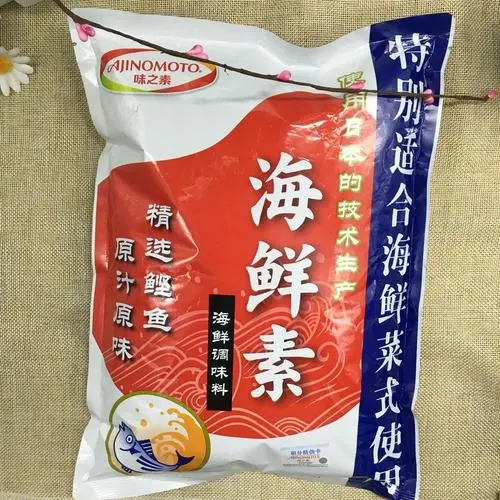 AJINOMOTO
味之素
海鲜素
海鲜调味料
精选鲣鱼
原汁原味
使用日本的技术生产
特别适合海鲜菜式使用
AJINOMOTO